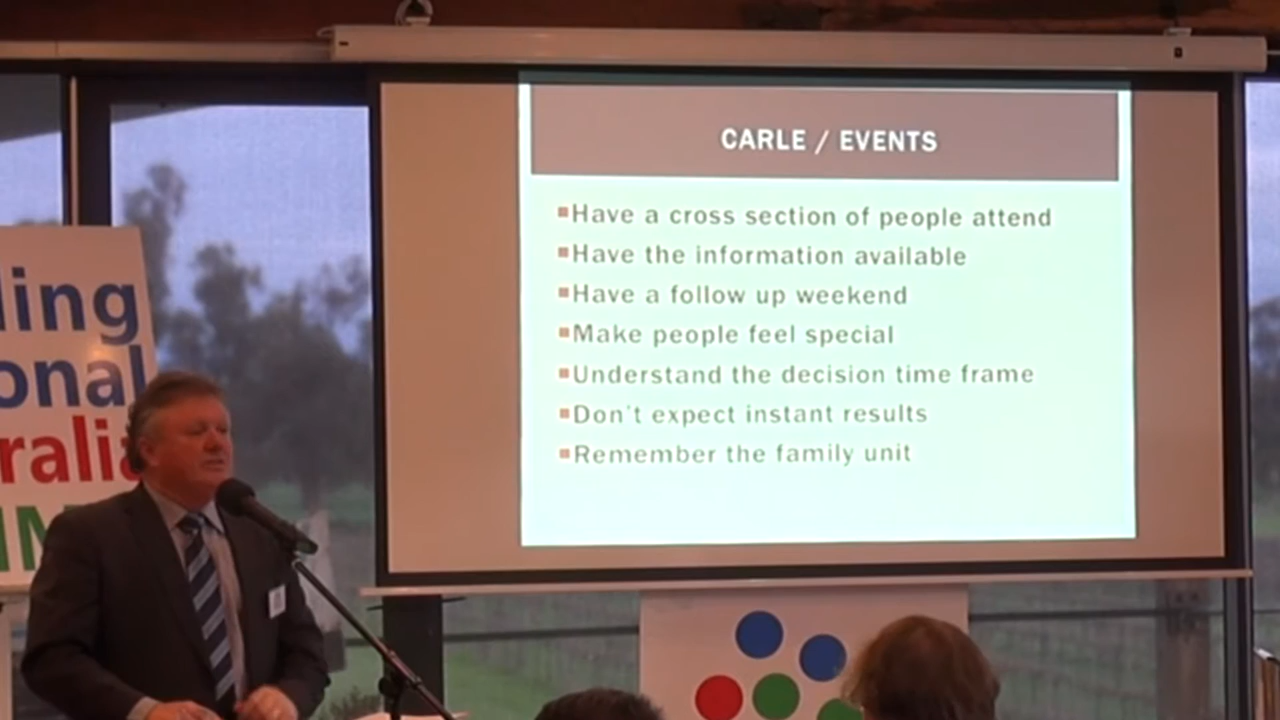 CARLE / EVENTS
Have a cross section of people attend
Have the information available
Have a follow up weekend
Make people feel special
Understand the decision time frame
Don't expect instant results
Remember the family unit
ling
onal
ralia